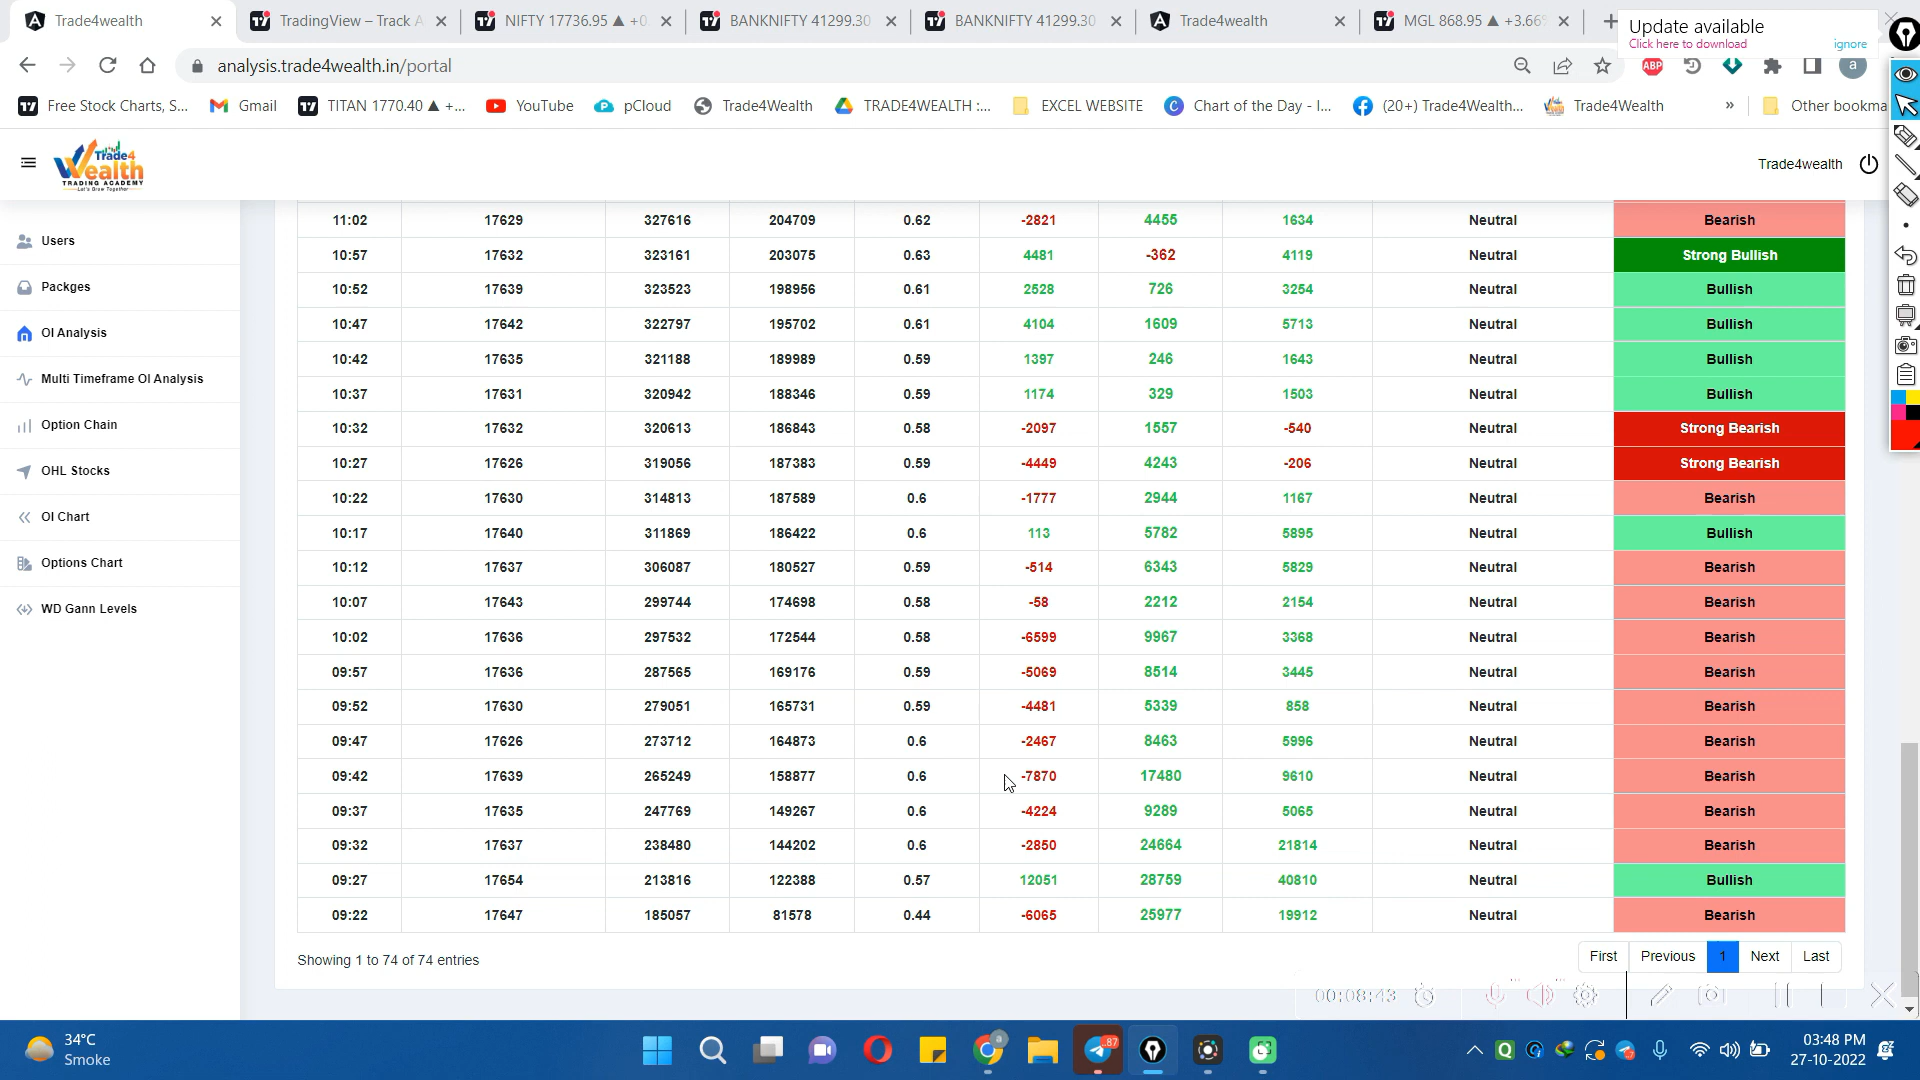 Trade4wealth
TradingView – Track A
NIFTY 17736.95 ▲ +0.
BANKNIFTY 41299.30
BANKNIFTY 41299.30
Trade4wealth
MGL 868.95 ▲ +3.66%
Update available
Click here to download
ignore
analysis.trade4wealth.in/portal
ABP
a
Free Stock Charts, S...
Gmail
TITAN 1770.40 ▲ +...
YouTube
pCloud
Trade4Wealth
TRADE4WEALTH :...
EXCEL WEBSITE
Chart of the Day - I...
(20+) Trade4Wealth...
Trade4Wealth
»
Other bookma
Trade4
Wealth
TRADING ACADEMY
Let's Grow Together
Trade4wealth
Users
Packges
OI Analysis
Multi Timeframe OI Analysis
Option Chain
OHL Stocks
OI Chart
Options Chart
WD Gann Levels
11:02 17629 327616 204709 0.62 -2821 4455 1634 Neutral Bearish
10:57 17632 323161 203075 0.63 4481 -362 4119 Neutral Strong Bullish
10:52 17639 323523 198956 0.61 2528 726 3254 Neutral Bullish
10:47 17642 322797 195702 0.61 4104 1609 5713 Neutral Bullish
10:42 17635 321188 189989 0.59 1397 246 1643 Neutral Bullish
10:37 17631 320942 188346 0.59 1174 329 1503 Neutral Bullish
10:32 17632 320613 186843 0.58 -2097 1557 -540 Neutral Strong Bearish
10:27 17626 319056 187383 0.59 -4449 4243 -206 Neutral Strong Bearish
10:22 17630 314813 187589 0.6 -1777 2944 1167 Neutral Bearish
10:17 17640 311869 186422 0.6 113 5782 5895 Neutral Bullish
10:12 17637 306087 180527 0.59 -514 6343 5829 Neutral Bearish
10:07 17643 299744 174698 0.58 -58 2212 2154 Neutral Bearish
10:02 17636 297532 172544 0.58 -6599 9967 3368 Neutral Bearish
09:57 17636 287565 169176 0.59 -5069 8514 3445 Neutral Bearish
09:52 17630 279051 165731 0.59 -4481 5339 858 Neutral Bearish
09:47 17626 273712 164873 0.6 -2467 8463 5996 Neutral Bearish
09:42 17639 265249 158877 0.6 -7870 17480 9610 Neutral Bearish
09:37 17635 247769 149267 0.6 -4224 9289 5065 Neutral Bearish
09:32 17637 238480 144202 0.6 -2850 24664 21814 Neutral Bearish
09:27 17654 213816 122388 0.57 12051 28759 40810 Neutral Bullish
09:22 17647 185057 81578 0.44 -6065 25977 19912 Neutral Bearish
Showing 1 to 74 of 74 entries
First Previous 1 Next Last
00:08:43
34°C
Smoke
87
03:48 PM
27-10-2022